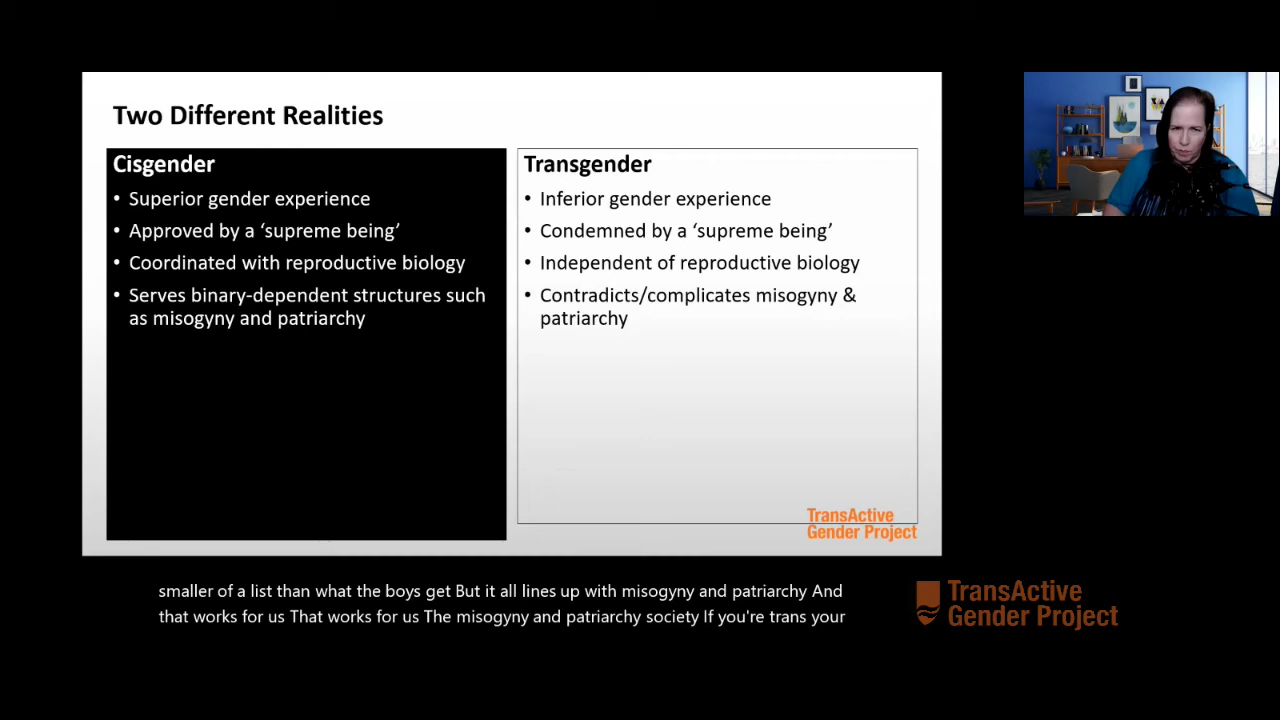 Two Different Realities
Cisgender
• Superior gender experience
• Approved by a ‘supreme being’
• Coordinated with reproductive biology
• Serves binary-dependent structures such
as misogyny and patriarchy
Transgender
• Inferior gender experience
• Condemned by a ‘supreme being’
• Independent of reproductive biology
• Contradicts/complicates misogyny &
patriarchy
TransActive
Gender Project
smaller of a list than what the boys get But it all lines up with misogyny and patriarchy And
that works for us That works for us The misogyny and patriarchy society If you're trans your
TransActive
Gender Project